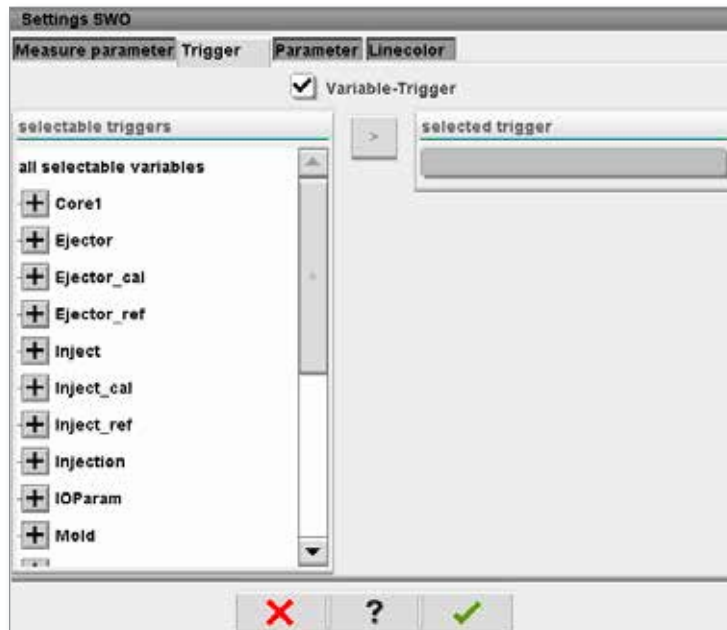 Settings SWO
Measure parameter Trigger Parameter Linecolor
Variable-Trigger
selectable triggers
>
selected trigger
all selectable variables
Core1
Ejector
Ejector_cal
Ejector_ref
Inject
Inject_cal
Inject_ref
Injection
IOParam
Mold
?